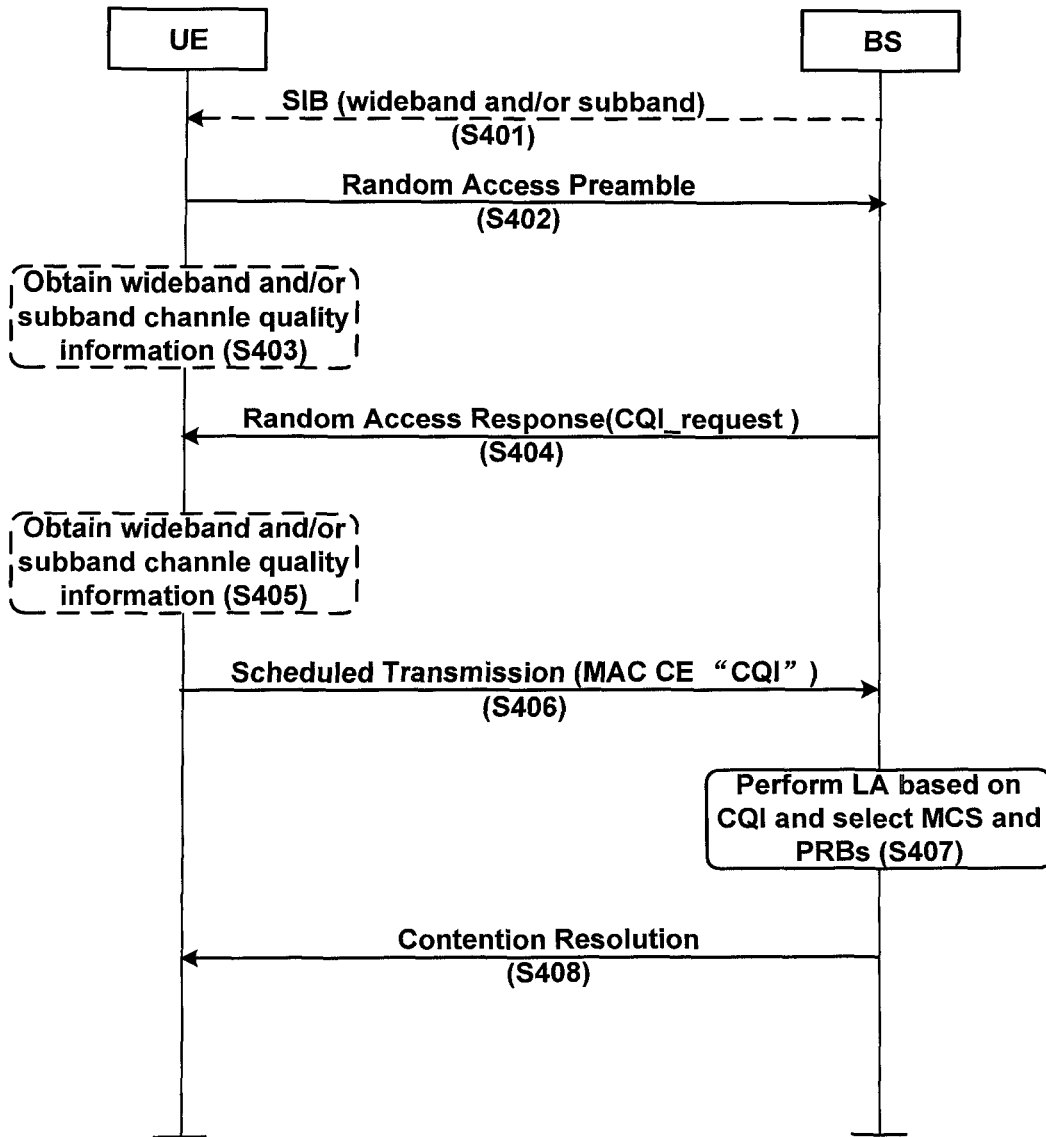 UE
BS
SIB (wideband and/or subband)
(S401)
Random Access Preamble
(S402)
Obtain wideband and/or
subband channle quality
information (S403)
Random Access Response(CQI_request )
(S404)
Obtain wideband and/or
subband channle quality
information (S405)
Scheduled Transmission (MAC CE “CQI” )
(S406)
Perform LA based on
CQI and select MCS and
PRBs (S407)
Contention Resolution
(S408)